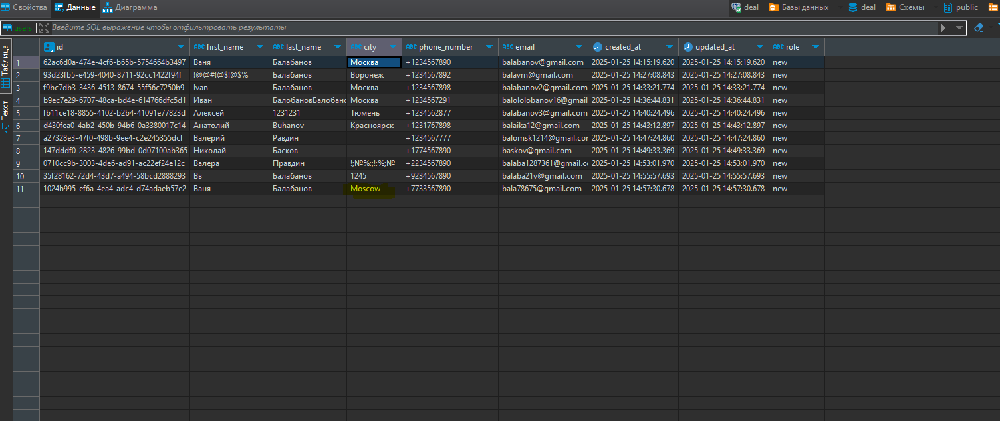 Свойства Данные Диаграмма deal Базы данных deal Схемы public
users Введите SQL выражение чтобы отфильтровать результаты
Таблица
Текст
id ABC first_name ABC last_name ABC city ABC phone_number ABC email created_at updated_at ABC role
1 62ac6d0a-474e-4cf6-b65b-5754664b3497 Ваня Балабанов Москва +1234567890 balabanov@gmail.com 2025-01-25 14:15:19.620 2025-01-25 14:15:19.620 new
2 93d23fb5-e459-4040-8711-92cc1422f94f !@@#!@$!@$% Балабанов Воронеж +1234567892 balavrn@gmail.com 2025-01-25 14:27:08.843 2025-01-25 14:27:08.843 new
3 f9bc7db3-3436-4513-8674-55f56c7250b9 Ivan Балабанов Москва +1234567898 balabanov2@gmail.com 2025-01-25 14:33:21.774 2025-01-25 14:33:21.774 new
4 b9ec7e29-6707-48ca-bd4e-614766dfc5d1 Иван БалобановБалобанс Москва +1234567291 balololobanov16@gmail 2025-01-25 14:36:44.831 2025-01-25 14:36:44.831 new
5 fb11ce18-8855-4102-b2b4-41091e77823d Алексей 1231231 Тюмень +1234562877 balabanov3@gmail.com 2025-01-25 14:40:24.496 2025-01-25 14:40:24.496 new
6 d430fea0-4ab2-450b-94b6-0a3380017c14 Анатолий Buhanov Красноярск +1231767898 balaika12@gmail.com 2025-01-25 14:43:12.897 2025-01-25 14:43:12.897 new
7 a27328e3-47f0-498b-9ee4-c2e245355dcf Валерий Равдин +1234567777 balomsk1214@gmail.cor 2025-01-25 14:47:24.860 2025-01-25 14:47:24.860 new
8 147dddf0-2823-4826-99bd-0d07100ab365 Николай Басков +1774567890 baskov@gmail.com 2025-01-25 14:49:33.369 2025-01-25 14:49:33.369 new
9 0710cc9b-3003-4de6-ad91-ac22ef24e12c Валера Правдин !;№%:;!:%;№ +2234567890 balaba1287361@gmail.c 2025-01-25 14:53:01.970 2025-01-25 14:53:01.970 new
10 35f28162-72d4-43d7-a494-58bcd2888293 Вв Балабанов 1245 +9234567890 balaba21v@gmail.com 2025-01-25 14:55:57.693 2025-01-25 14:55:57.693 new
11 1024b995-ef6a-4ea4-adc4-d74adaeb57e2 Ваня Балабанов Moscow +7733567890 bala78675@gmail.com 2025-01-25 14:57:30.678 2025-01-25 14:57:30.678 new